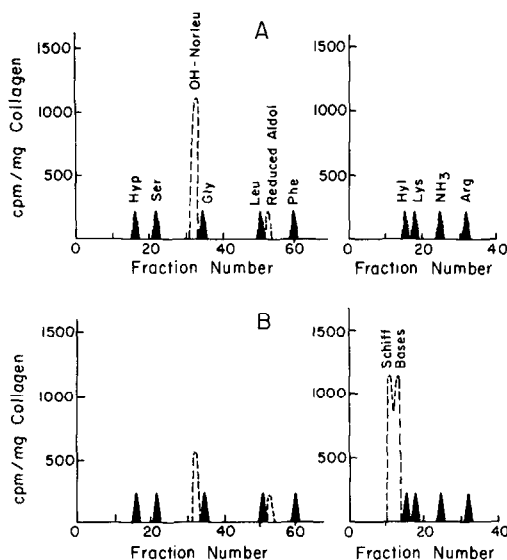 A
cpm/mg Collagen
1500
1000
500
0
20
40
60
Fraction Number
Hyp
Ser
OH-Norleu
Gly
Leu
Reduced Aldol
Phe
1500
1000
500
0
20
40
Fraction Number
Hyl
Lys
NH3
Arg
B
cpm/mg Collagen
1500
1000
500
0
20
40
60
Fraction Number
1500
1000
500
0
20
40
Fraction Number
Schiff
Bases